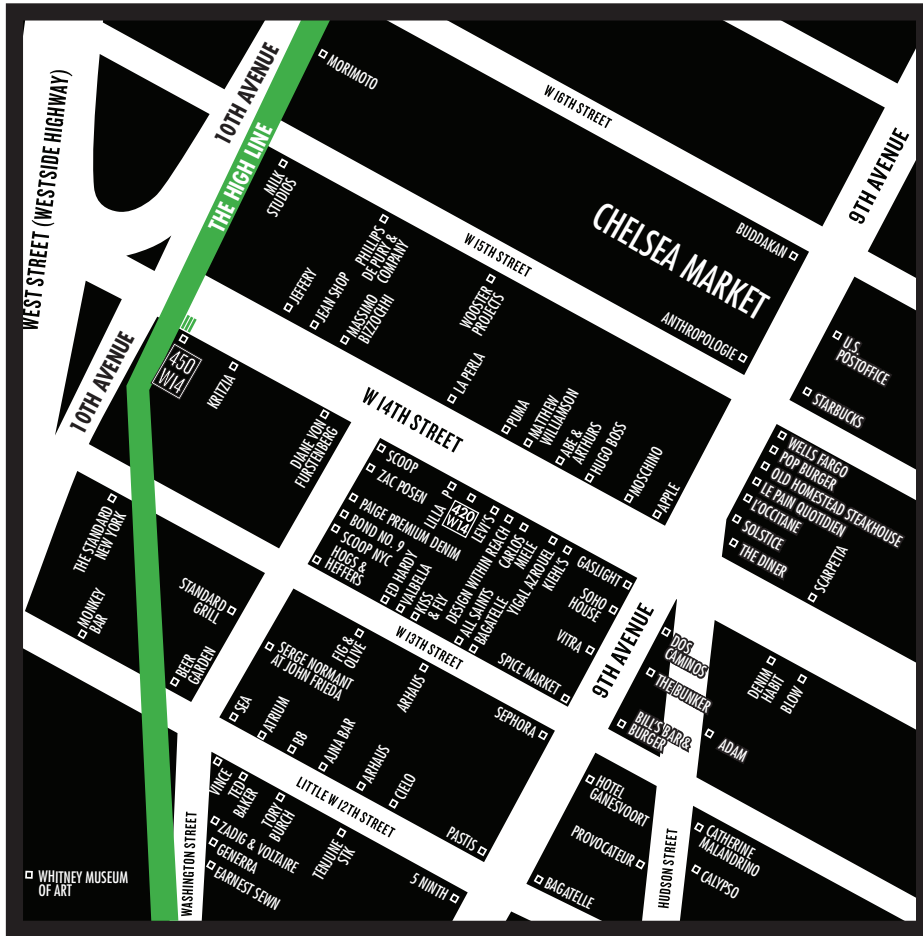 WEST STREET (WESTSIDE HIGHWAY)
10TH AVENUE
THE HIGH LINE
10TH AVENUE
W 16TH STREET
9TH AVENUE
MORIMOTO
CHELSEA MARKET
BUDDAKAN
ANTHROPOLOGIE
W 15TH STREET
MILK
STUDIOS
JEFFERY
JEAN SHOP
PHILLIPS
DE PURY &
COMPANY
MASSIMO
BIZZOCHI
WOOSTER
PROJECTS
LA PERLA
PUMA
MATTHEW
WILLIAMSON
ABE &
ARTHURS
HUGO BOSS
MOSCHINO
APPLE
U.S.
POSTOFFICE
STARBUCKS
W 14TH STREET
450
W14
KRITZIA
DIANE VON
FURSTENBERG
SCOOP
ZAC POSEN
PAIGE PREMIUM DENIM
BOND NO. 9
SCOOP NYC
HOGS &
HEFFERS
LILIA P
420
W14
LEVI'S
ED HARDY
VALBELLA
KISS
& FLY
DESIGN WITHIN REACH
ALL SAINTS
BAGATELLE
CARLOS
MIELE
YIGAL AZROUEL
KIEHL'S
GASLIGHT
SOHO
HOUSE
VITRA
SPICE MARKET
WELLS FARGO
POP BURGER
OLD HOMESTEAD STEAKHOUSE
LE PAIN QUOTIDIEN
L'OCCITANE
SOLSTICE
THE DINER
SCARPETTA
THE STANDARD
NEW YORK
MONKEY
BAR
STANDARD
GRILL
BEER
GARDEN
W 13TH STREET
9TH AVENUE
SERGE NORMANT
AT JOHN FRIEDA
FIG &
OLIVE
SEA
ATRIUM
B8
AJNA BAR
ARHAUS
ARHAUS
CIELO
SEPHORA
PASTIS
DOS
CAMINOS
THE BUNKER
BILL'S BAR &
BURGER
DENIM
HABIT
BLOW
ADAM
LITTLE W 12TH STREET
VINCE
TED
BAKER
TORY
BURCH
ZADIG & VOLTAIRE
GENERRA
EARNEST SEWN
TENJUNE
STK
5 NINTH
HOTEL
GANESVOORT
PROVOCATEUR
BAGATELLE
CATHERINE
MALANDRINO
CALYPSO
WASHINGTON STREET
HUDSON STREET
WHITNEY MUSEUM
OF ART